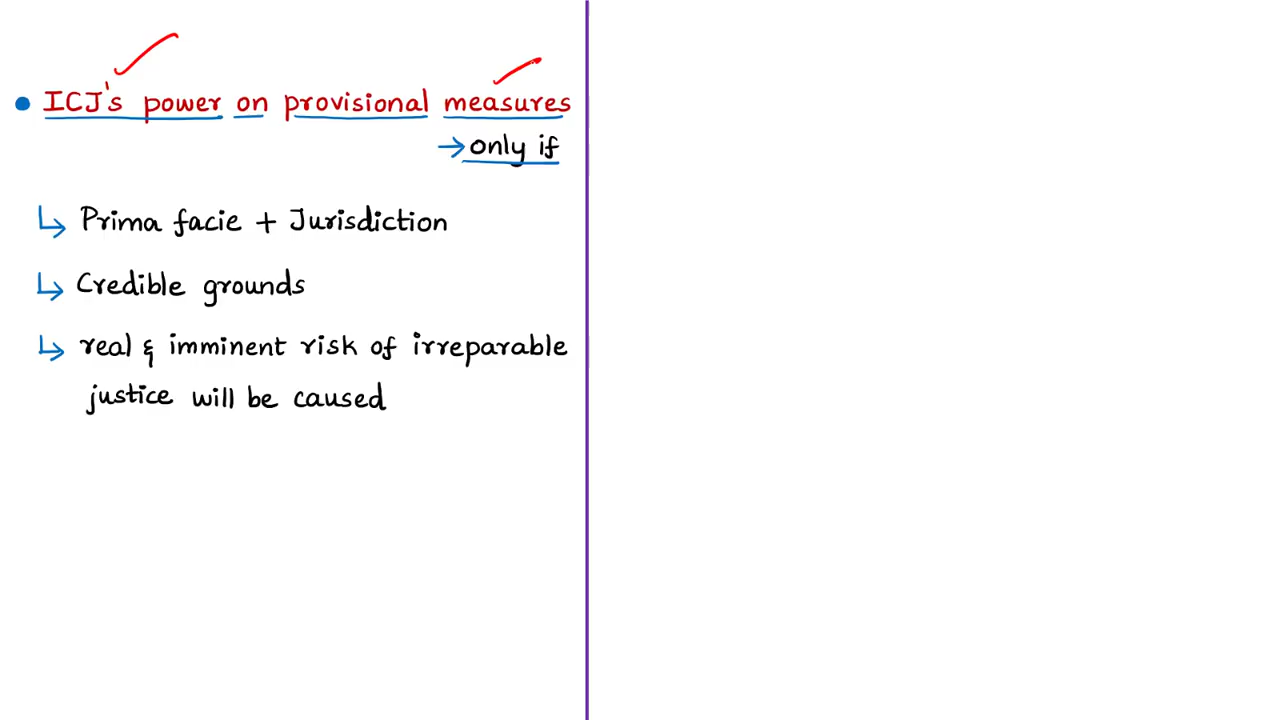 ICJ's power on provisional measures
→ only if
↳ Prima facie + Jurisdiction
↳ Credible grounds
↳ real & imminent risk of irreparable
justice will be caused